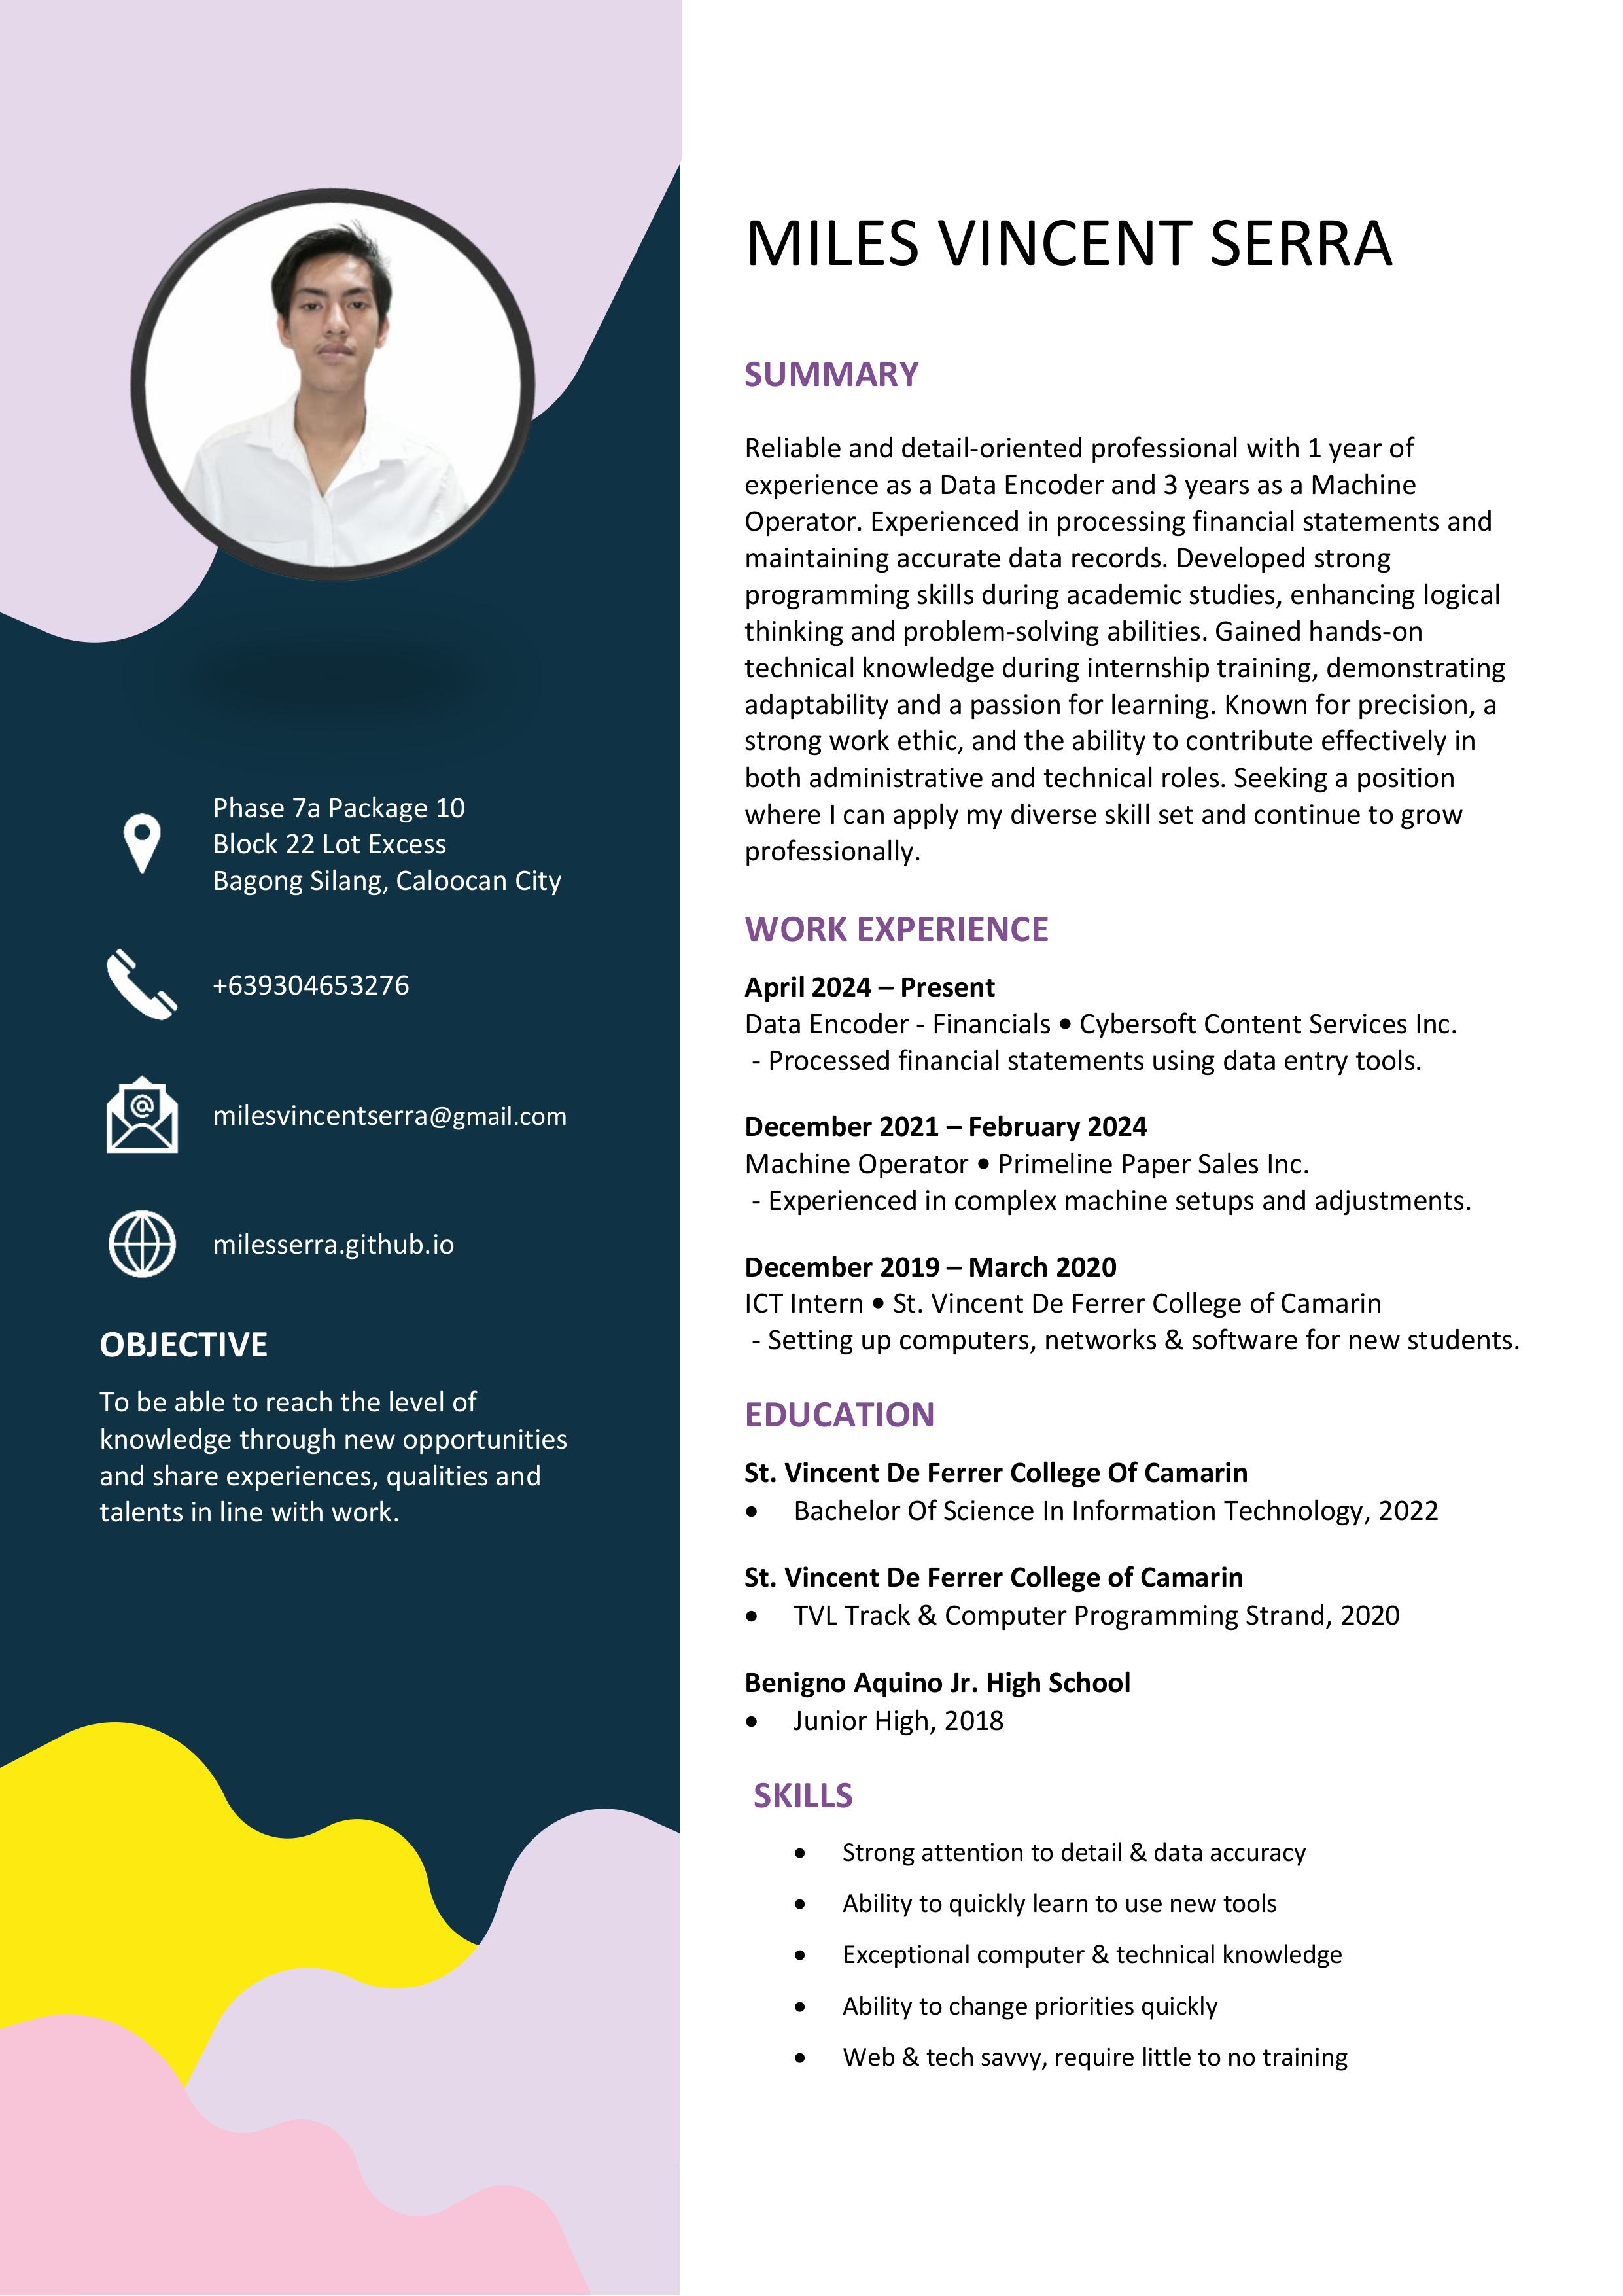 MILES VINCENT SERRA
Phase 7a Package 10
Block 22 Lot Excess
Bagong Silang, Caloocan City
+639304653276
@
milesvincentserra@gmail.com
milesserra.github.io
OBJECTIVE
To be able to reach the level of
knowledge through new opportunities
and share experiences, qualities and
talents in line with work.
SUMMARY
Reliable and detail-oriented professional with 1 year of
experience as a Data Encoder and 3 years as a Machine
Operator. Experienced in processing financial statements and
maintaining accurate data records. Developed strong
programming skills during academic studies, enhancing logical
thinking and problem-solving abilities. Gained hands-on
technical knowledge during internship training, demonstrating
adaptability and a passion for learning. Known for precision, a
strong work ethic, and the ability to contribute effectively in
both administrative and technical roles. Seeking a position
where I can apply my diverse skill set and continue to grow
professionally.
WORK EXPERIENCE
April 2024 – Present
Data Encoder - Financials • Cybersoft Content Services Inc.
- Processed financial statements using data entry tools.
December 2021 – February 2024
Machine Operator • Primeline Paper Sales Inc.
- Experienced in complex machine setups and adjustments.
December 2019 – March 2020
ICT Intern • St. Vincent De Ferrer College of Camarin
- Setting up computers, networks & software for new students.
EDUCATION
St. Vincent De Ferrer College Of Camarin
• Bachelor Of Science In Information Technology, 2022
St. Vincent De Ferrer College of Camarin
• TVL Track & Computer Programming Strand, 2020
Benigno Aquino Jr. High School
• Junior High, 2018
SKILLS
• Strong attention to detail & data accuracy
• Ability to quickly learn to use new tools
• Exceptional computer & technical knowledge
• Ability to change priorities quickly
• Web & tech savvy, require little to no training